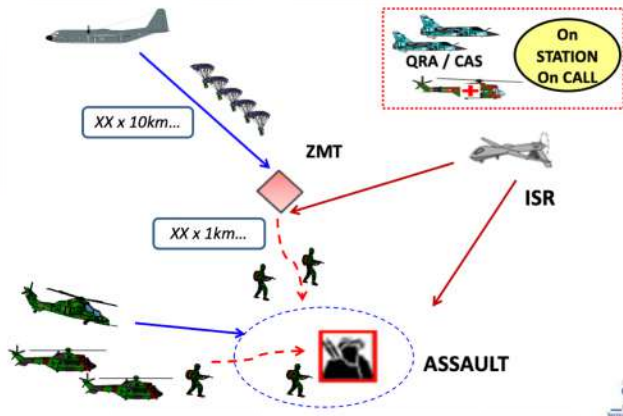 On
STATION
On CALL
QRA / CAS
XX x 10km...
ZMT
ISR
XX x 1km...
ASSAULT